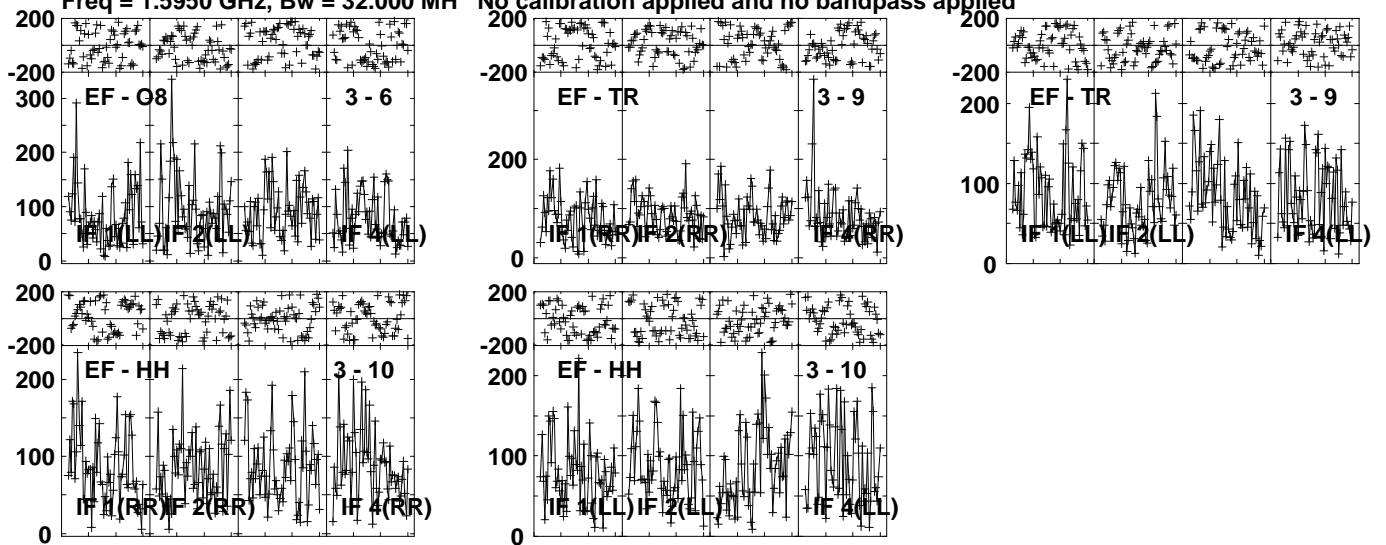 Freq = 1.5950 GHz, Bw = 32.000 MH No calibration applied and no bandpass applied
200
-200
300
200
100
0
EF - O8 3 - 6
IF 1(LL) IF 2(LL) IF 4(LL)
200
-200
200
0
EF - TR 3 - 9
IF 1(RR) IF 2(RR) IF 4(RR)
200
-200
200
100
0
EF - TR 3 - 9
IF 1(LL) IF 2(LL) IF 4(LL)
200
-200
200
100
0
EF - HH 3 - 10
IF 1(RR) IF 2(RR) IF 4(RR)
200
-200
200
100
0
EF - HH 3 - 10
IF 1(LL) IF 2(LL) IF 4(LL)